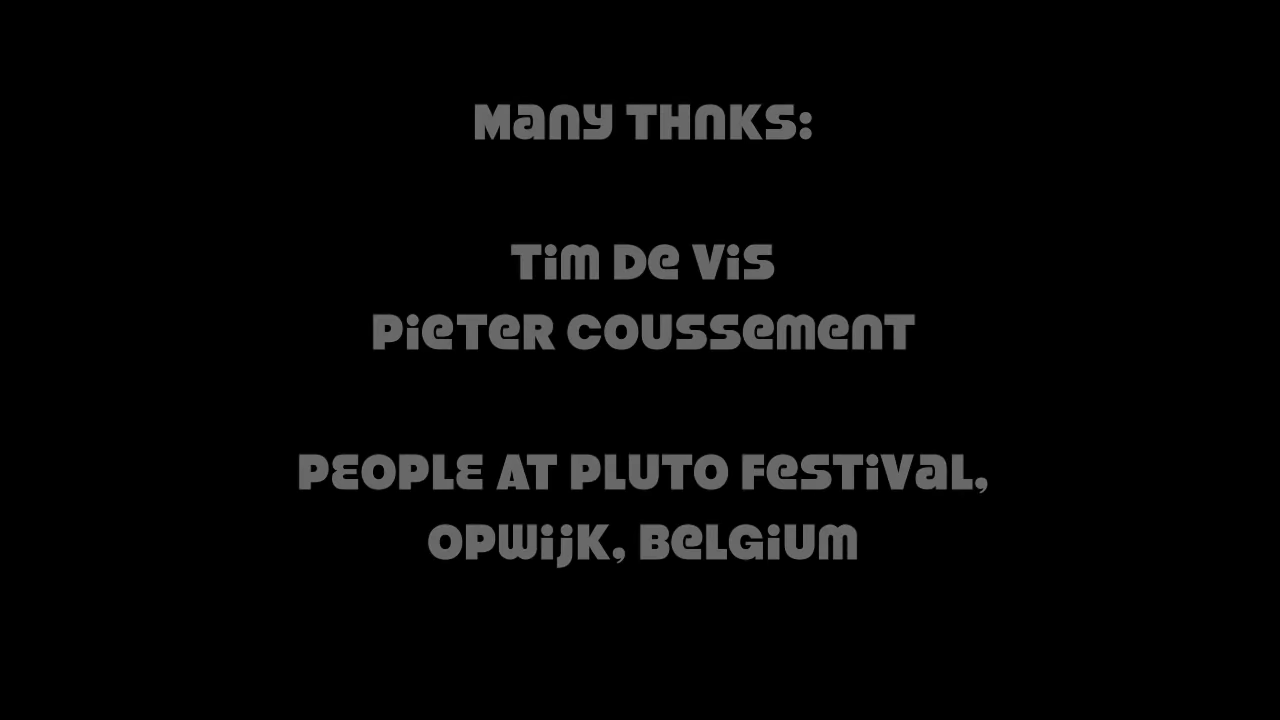 Many THnKS:
Tim De Vis
Pieter Coussement
PEOPLE AT PLUTO Festival,
Opwijk, Belgium